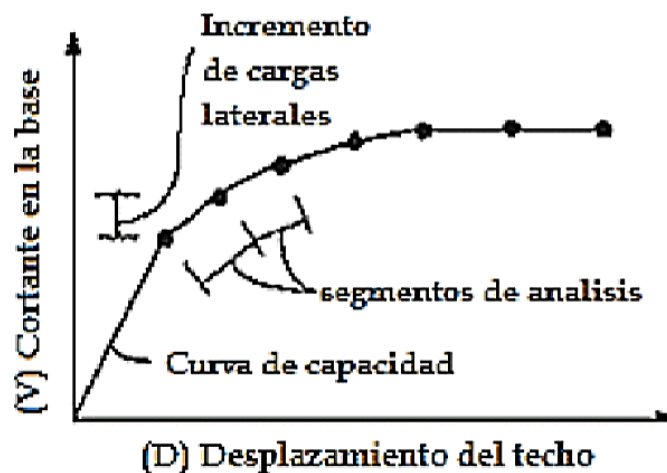 Incremento
de cargas
laterales
(V) Cortante en la base
segmentos de analisis
Curva de capacidad
(D) Desplazamiento del techo